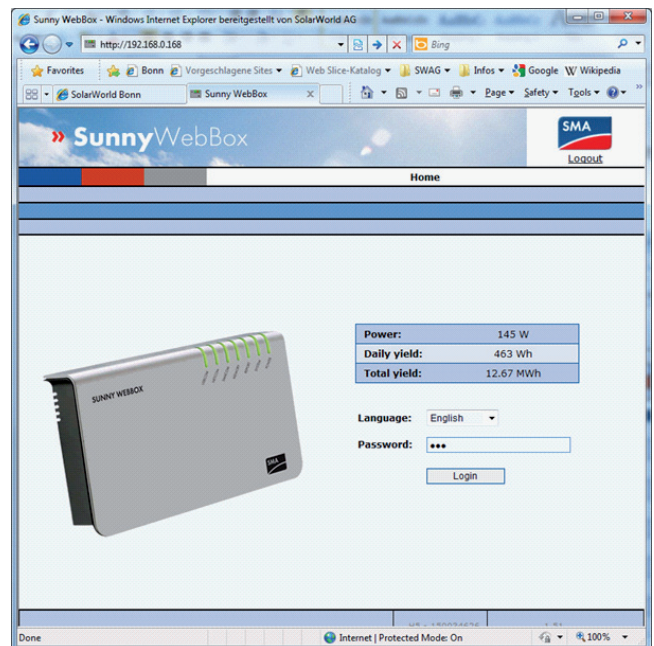 Sunny WebBox - Windows Internet Explorer bereitgestellt von SolarWorld AG
http://192.168.0.168
Bing
Favorites Bonn Vorgeschlagene Sites Web Slice-Katalog SWAG Infos Google Wikipedia
SolarWorld Bonn Sunny WebBox x Page Safety Tools
» SunnyWebBox
SMA
Logout
Home
Power: 145 W
Daily yield: 463 Wh
Total yield: 12.67 MWh
SUNNY WEBBOX
SMA
Language: English
Password: •••
Login
Done Internet | Protected Mode: On 100%